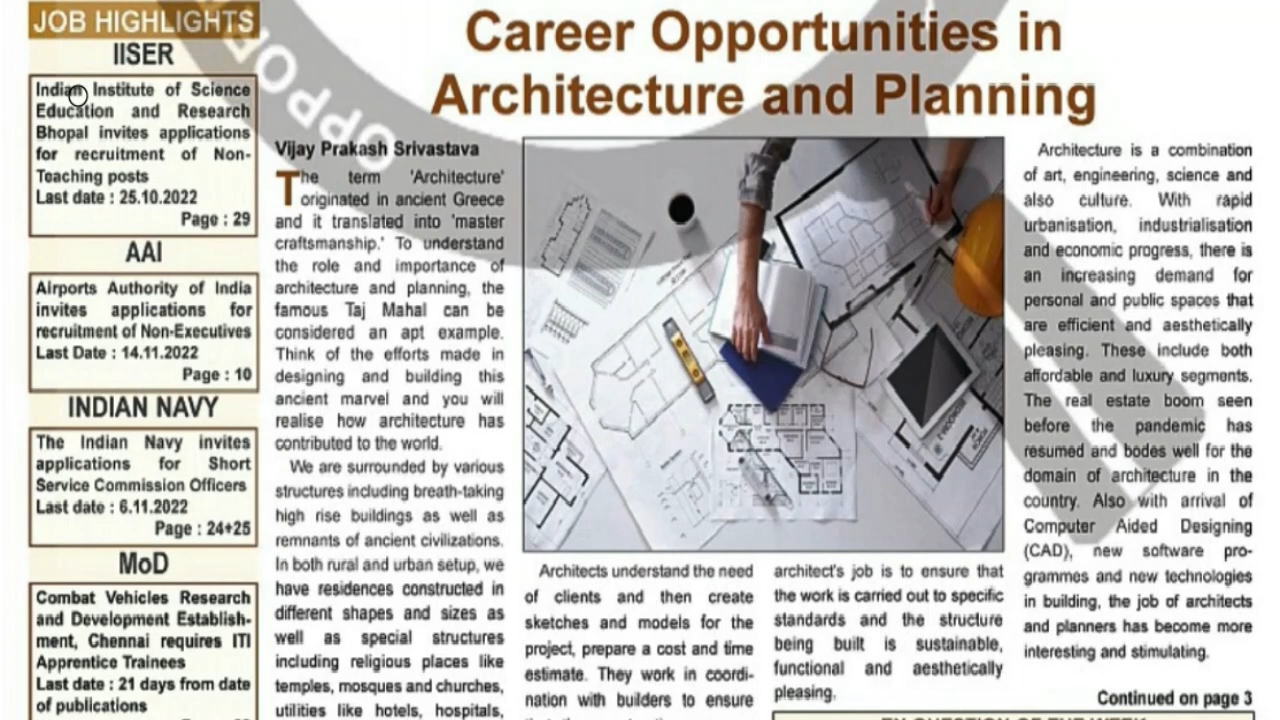 JOB HIGHLIGHTS
IISER
Indian Institute of Science
Education and Research
Bhopal invites applications
for recruitment of Non-
Teaching posts
Last date : 25.10.2022
Page : 29
AAI
Airports Authority of India
invites applications for
recruitment of Non-Executives
Last Date : 14.11.2022
Page : 10
INDIAN NAVY
The Indian Navy invites
applications for Short
Service Commission Officers
Last date : 6.11.2022
Page : 24+25
MoD
Combat Vehicles Research
and Development Establish-
ment, Chennai requires ITI
Apprentice Trainees
Last date : 21 days from date
of publications
OPPOR
Career Opportunities in
Architecture and Planning
Vijay Prakash Srivastava
The term 'Architecture'
originated in ancient Greece
and it translated into 'master
craftsmanship.' To understand
the role and importance of
architecture and planning, the
famous Taj Mahal can be
considered an apt example.
Think of the efforts made in
designing and building this
ancient marvel and you will
realise how architecture has
contributed to the world.
We are surrounded by various
structures including breath-taking
high rise buildings as well as
remnants of ancient civilizations.
In both rural and urban setup, we
have residences constructed in
different shapes and sizes as
well as special structures
including religious places like
temples, mosques and churches,
utilities like hotels, hospitals,
Architects understand the need
of clients and then create
sketches and models for the
project, prepare a cost and time
estimate. They work in coordi-
nation with builders to ensure
architect's job is to ensure that
the work is carried out to specific
standards and the structure
being built is sustainable,
functional and aesthetically
pleasing.
Architecture is a combination
of art, engineering, science and
also culture. With rapid
urbanisation, industrialisation
and economic progress, there is
an increasing demand for
personal and public spaces that
are efficient and aesthetically
pleasing. These include both
affordable and luxury segments.
The real estate boom seen
before the pandemic has
resumed and bodes well for the
domain of architecture in the
country. Also with arrival of
Computer Aided Designing
(CAD), new software pro-
grammes and new technologies
in building, the job of architects
and planners has become more
interesting and stimulating.
Continued on page 3
QUESTION OF THE WEEK